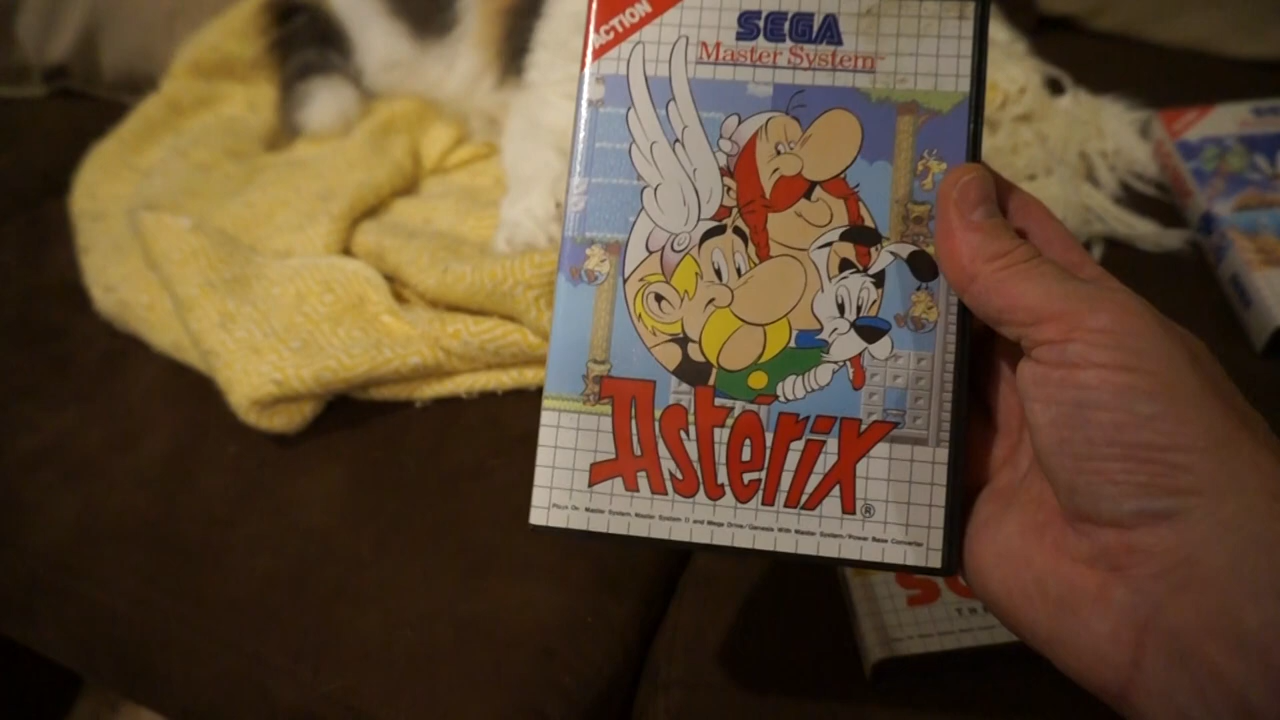 ACTION
SEGA
Master System™
Asterix®
Plays On: Master System, Master System II and Mega Drive/Genesis With Master System/Power Base Converter